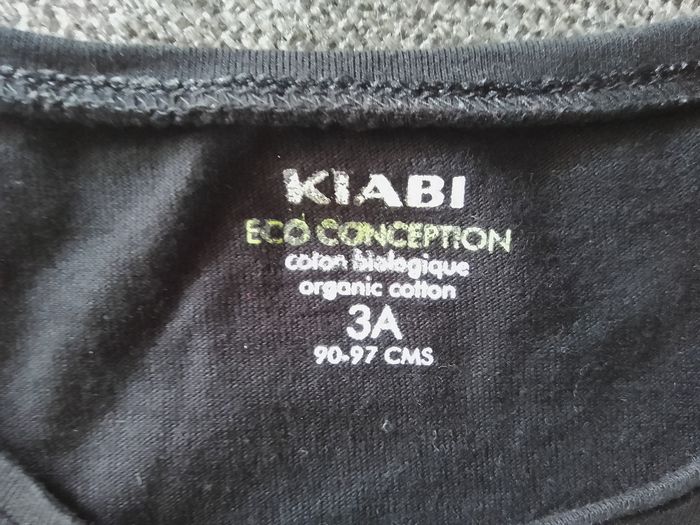 KIABI
ECO CONCEPTION
coton biologique
organic cotton
3A
90-97 CMS